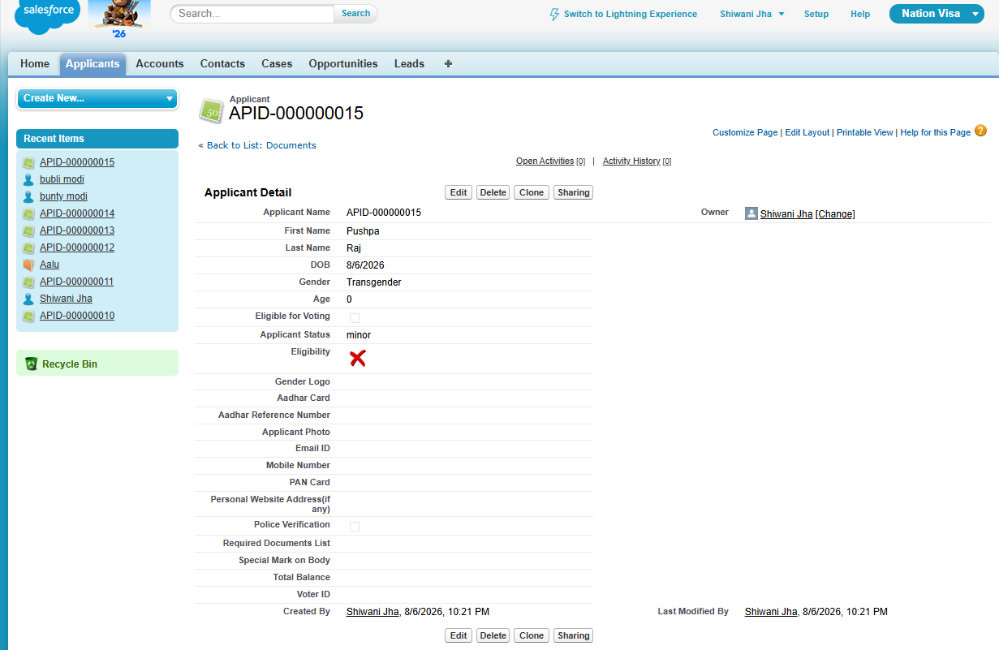 salesforce
'26
Search...
Search
Switch to Lightning Experience
Shiwani Jha
Setup
Help
Nation Visa
Home
Applicants
Accounts
Contacts
Cases
Opportunities
Leads
+
Create New...
Recent Items
APID-000000015
bubli modi
bunty modi
APID-000000014
APID-000000013
APID-000000012
Aalu
APID-000000011
Shiwani Jha
APID-000000010
Recycle Bin
50
Applicant
APID-000000015
Customize Page | Edit Layout | Printable View | Help for this Page ?
« Back to List: Documents
Open Activities [0] | Activity History [0]
Applicant Detail
Edit Delete Clone Sharing
Applicant Name APID-000000015
Owner Shiwani Jha [Change]
First Name Pushpa
Last Name Raj
DOB 8/6/2026
Gender Transgender
Age 0
Eligible for Voting
Applicant Status minor
Eligibility
Gender Logo
Aadhar Card
Aadhar Reference Number
Applicant Photo
Email ID
Mobile Number
PAN Card
Personal Website Address(if
any)
Police Verification
Required Documents List
Special Mark on Body
Total Balance
Voter ID
Created By Shiwani Jha, 8/6/2026, 10:21 PM
Last Modified By Shiwani Jha, 8/6/2026, 10:21 PM
Edit Delete Clone Sharing